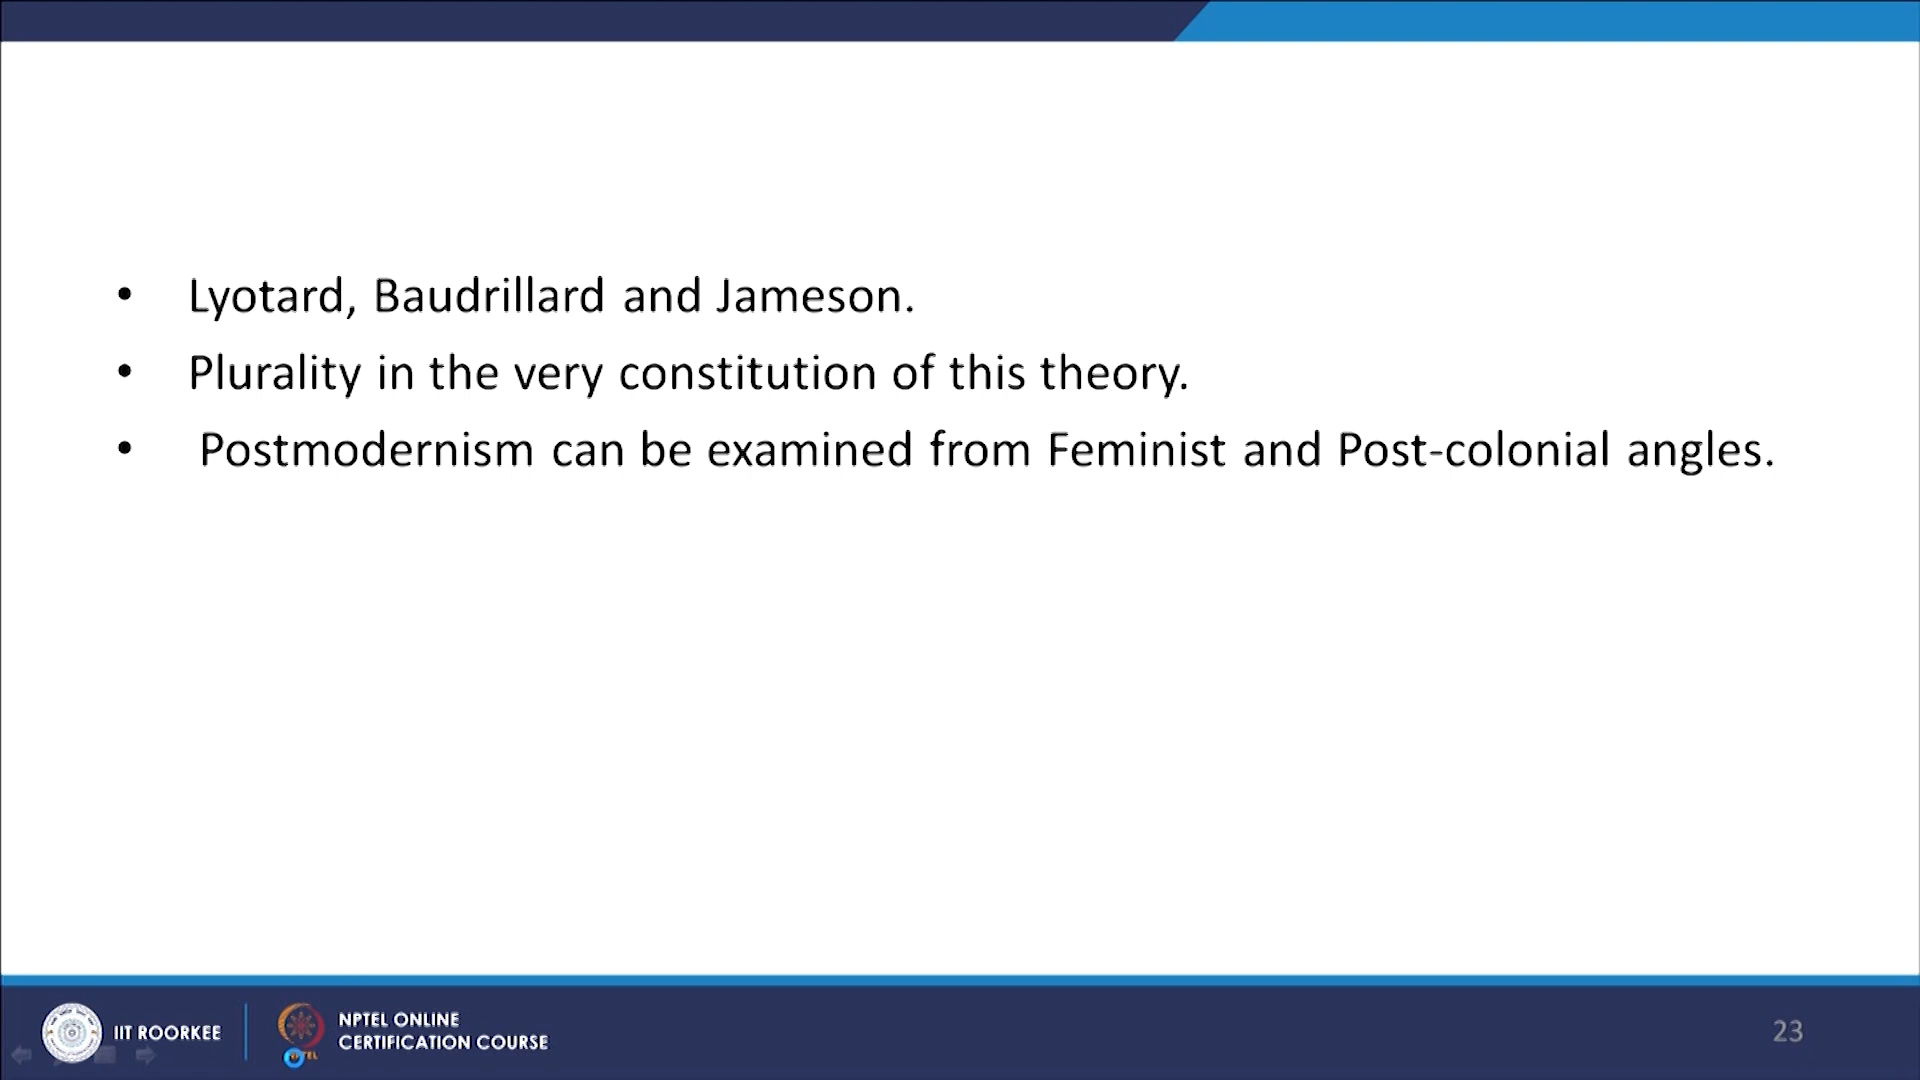 • Lyotard, Baudrillard and Jameson.
• Plurality in the very constitution of this theory.
• Postmodernism can be examined from Feminist and Post-colonial angles.
IIT ROORKEE
NPTEL ONLINE
CERTIFICATION COURSE
23